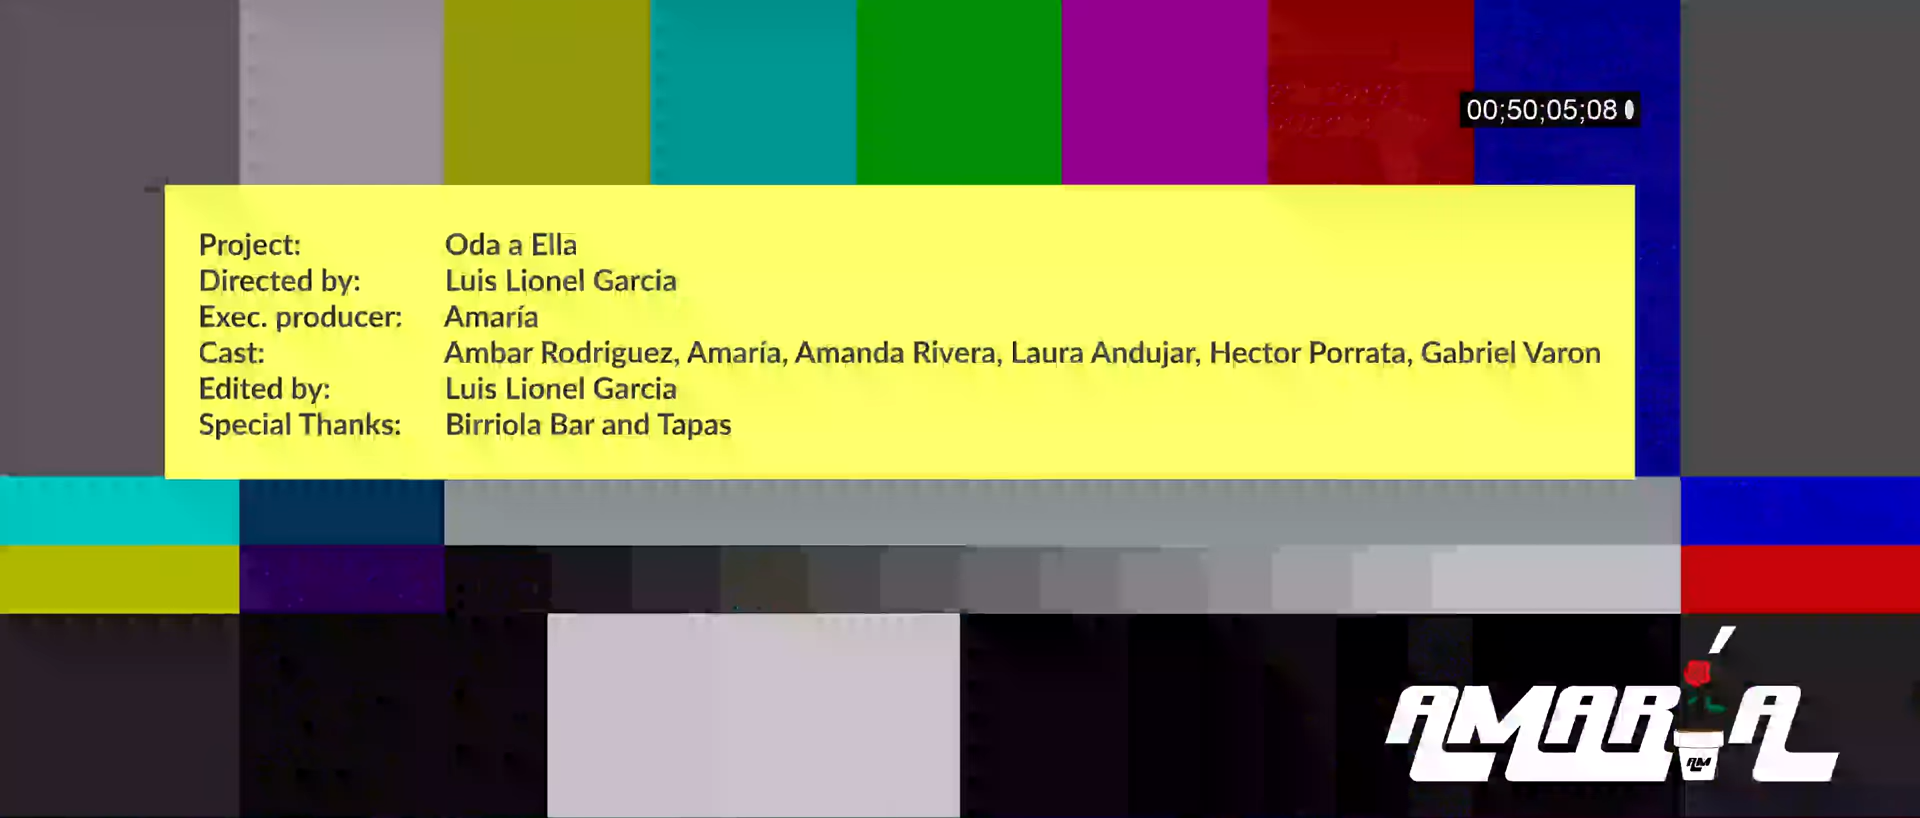 00;50;05;08
Project: Oda a Ella
Directed by: Luis Lionel Garcia
Exec. producer: Amaría
Cast: Ambar Rodriguez, Amaría, Amanda Rivera, Laura Andujar, Hector Porrata, Gabriel Varon
Edited by: Luis Lionel Garcia
Special Thanks: Birriola Bar and Tapas
AMARÍA
AM